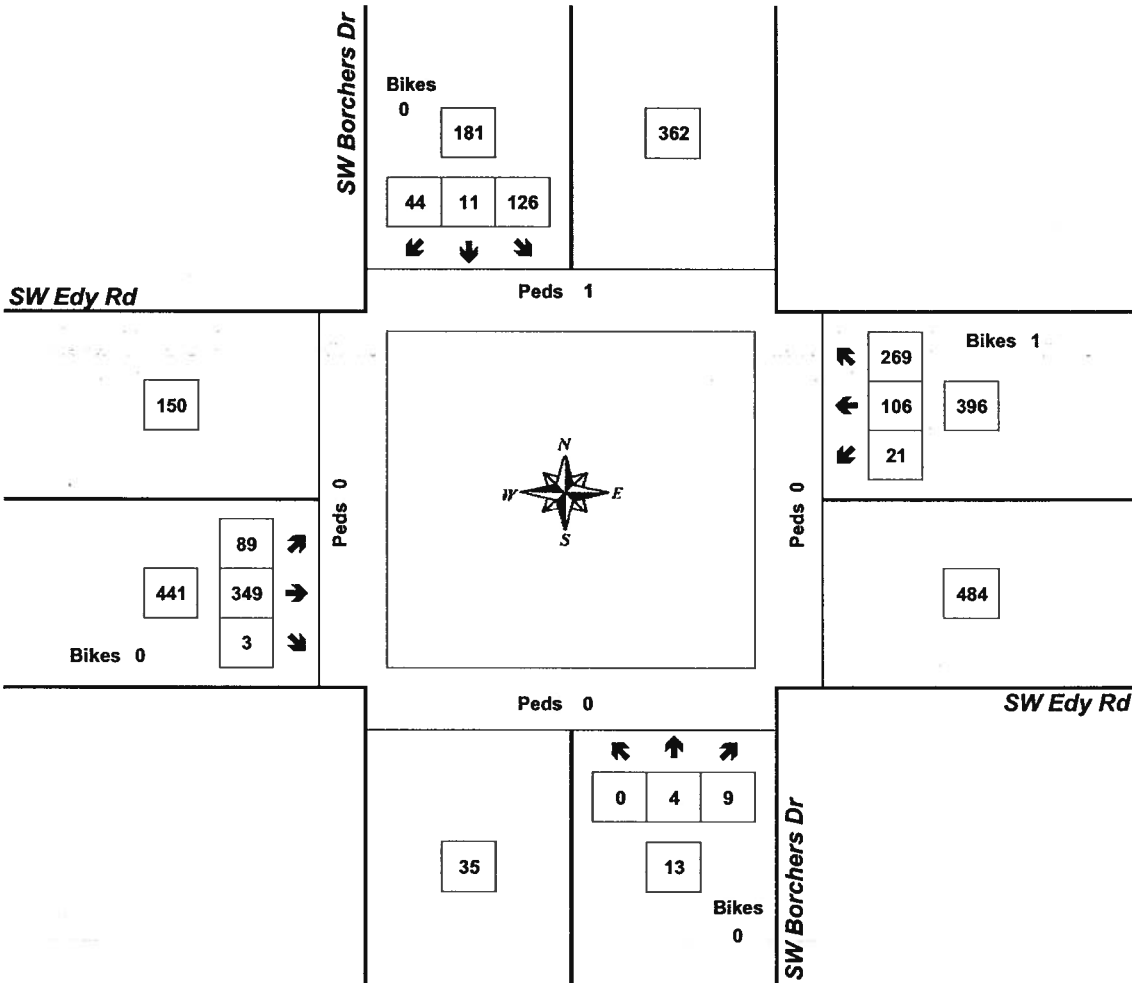 SW Borchers Dr
Bikes
0
181
362
44 11 126
Peds 1
SW Edy Rd
150
269
106
21
Bikes 1
396
N
W E
S
Peds 0
Peds 0
89
349
3
441
Bikes 0
484
Peds 0
SW Edy Rd
0 4 9
35
13
Bikes
0
SW Borchers Dr